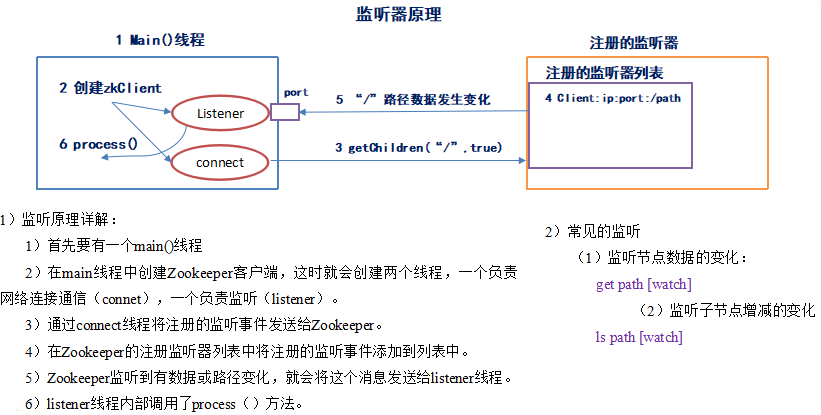 监听器原理
1 Main()线程
注册的监听器
2 创建zkClient
Listener
port
5 “/”路径数据发生变化
注册的监听器列表
4 Client:ip:port:/path
6 process()
connect
3 getChildren(“/”,true)
1）监听原理详解：
1）首先要有一个main()线程
2）在main线程中创建Zookeeper客户端，这时就会创建两个线程，一个负责
网络连接通信（connet），一个负责监听（listener）。
3）通过connect线程将注册的监听事件发送给Zookeeper。
4）在Zookeeper的注册监听器列表中将注册的监听事件添加到列表中。
5）Zookeeper监听到有数据或路径变化，就会将这个消息发送给listener线程。
6）listener线程内部调用了process（）方法。
2）常见的监听
（1）监听节点数据的变化：
get path [watch]
（2）监听子节点增减的变化
ls path [watch]